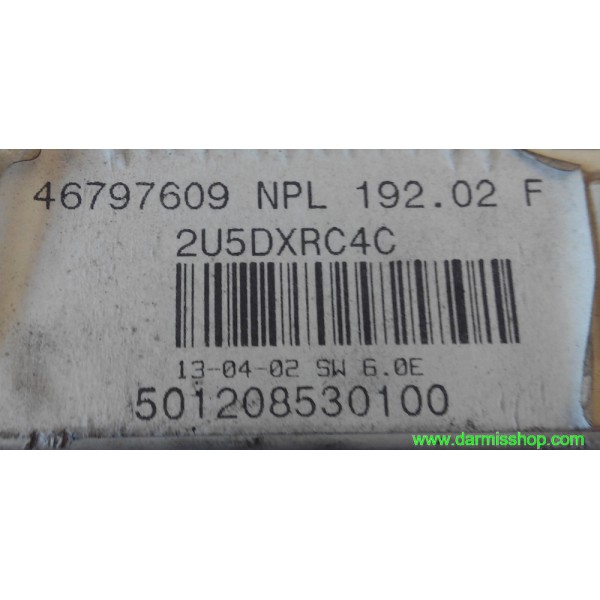 46797609 NPL 192.02 F
2U5DXRC4C
13-04-02 SW 6.0E
501208530100
www.darmisshop.com